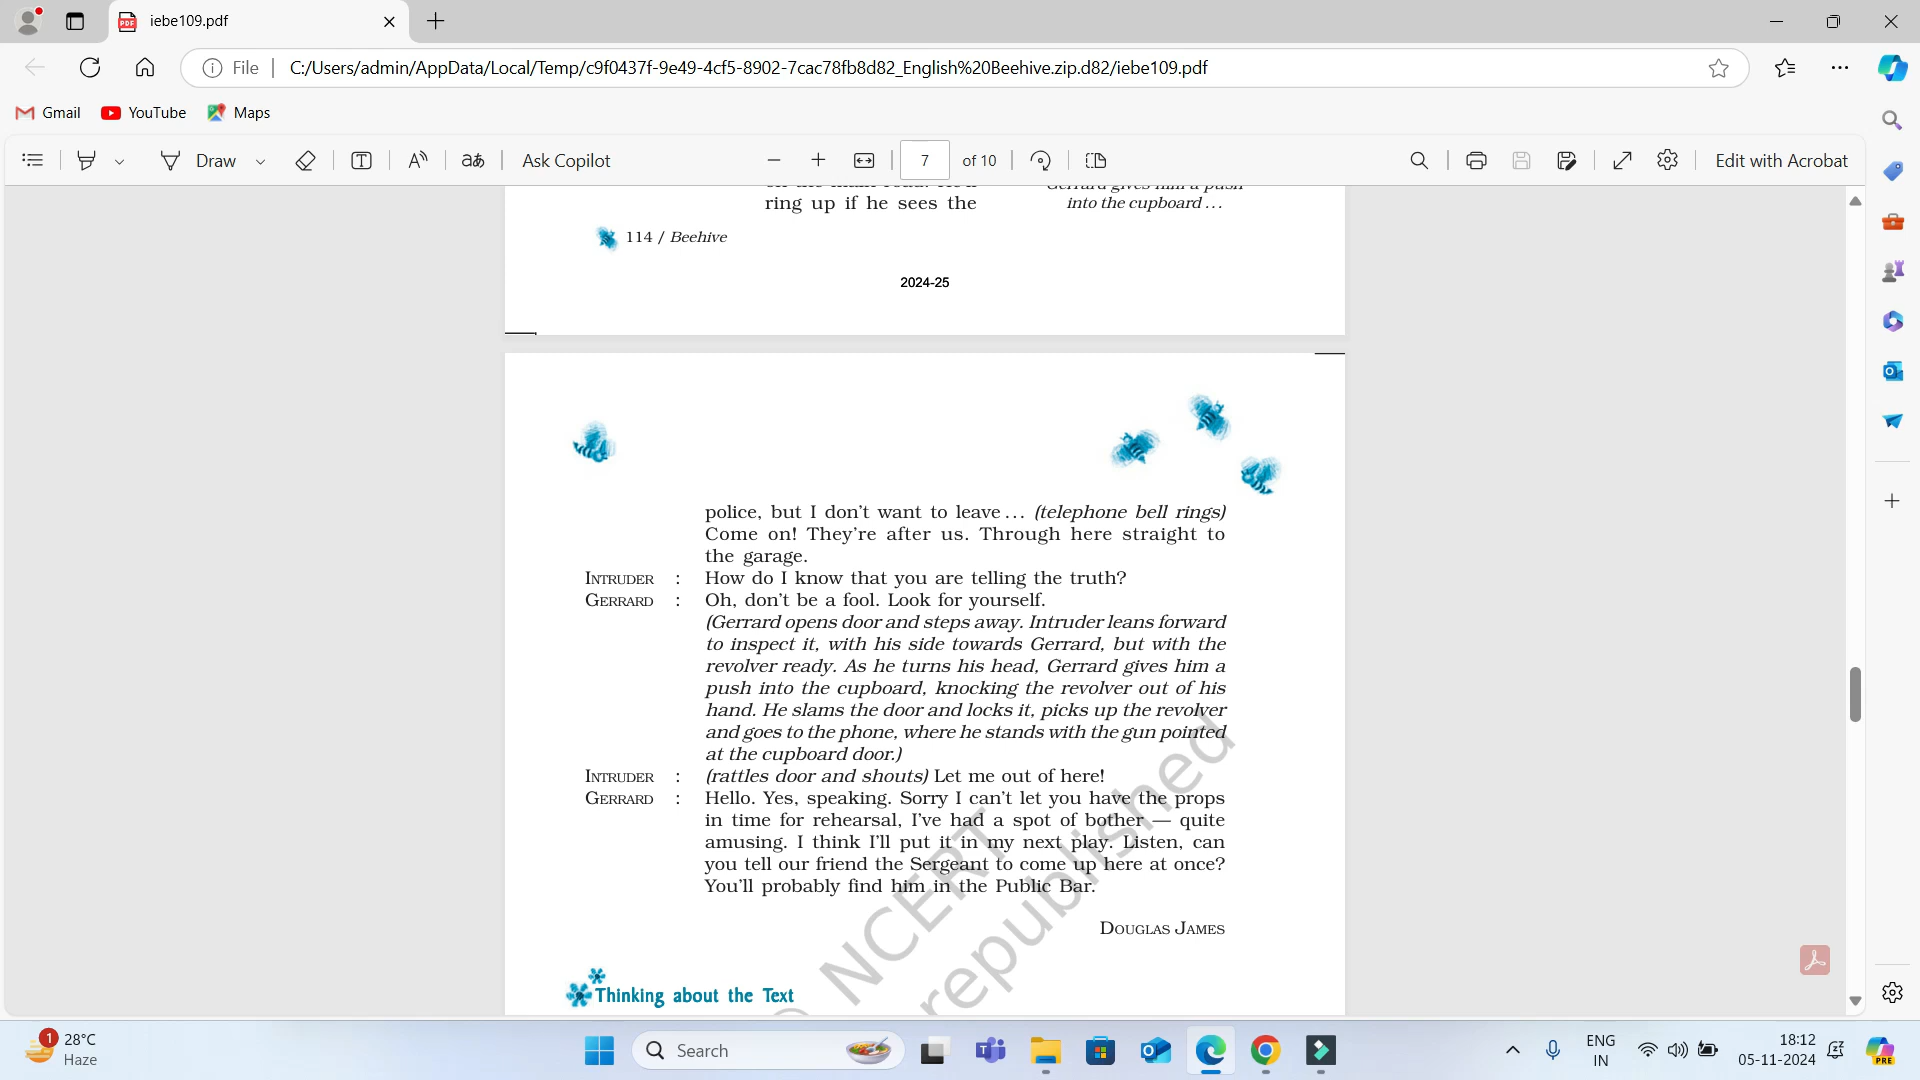 iebe109.pdf
File
C:/Users/admin/AppData/Local/Temp/c9f0437f-9e49-4cf5-8902-7cac78fb8d82_English%20Beehive.zip.d82/iebe109.pdf
Gmail
YouTube
Maps
Draw
aあ
Ask Copilot
7
of 10
Edit with Acrobat
Gerrard gives him a push
ring up if he sees the
into the cupboard ...
114 / Beehive
2024-25
police, but I don't want to leave ... (telephone bell rings)
Come on! They're after us. Through here straight to
the garage.
INTRUDER : How do I know that you are telling the truth?
GERRARD : Oh, don't be a fool. Look for yourself.
(Gerrard opens door and steps away. Intruder leans forward
to inspect it, with his side towards Gerrard, but with the
revolver ready. As he turns his head, Gerrard gives him a
push into the cupboard, knocking the revolver out of his
hand. He slams the door and locks it, picks up the revolver
and goes to the phone, where he stands with the gun pointed
at the cupboard door.)
INTRUDER : (rattles door and shouts) Let me out of here!
GERRARD : Hello. Yes, speaking. Sorry I can't let you have the props
in time for rehearsal, I've had a spot of bother — quite
amusing. I think I'll put it in my next play. Listen, can
you tell our friend the Sergeant to come up here at once?
You'll probably find him in the Public Bar.
DOUGLAS JAMES
© NCERT
republished
Thinking about the Text
1
28°C
Haze
Search
ENG
IN
18:12
05-11-2024
PRE